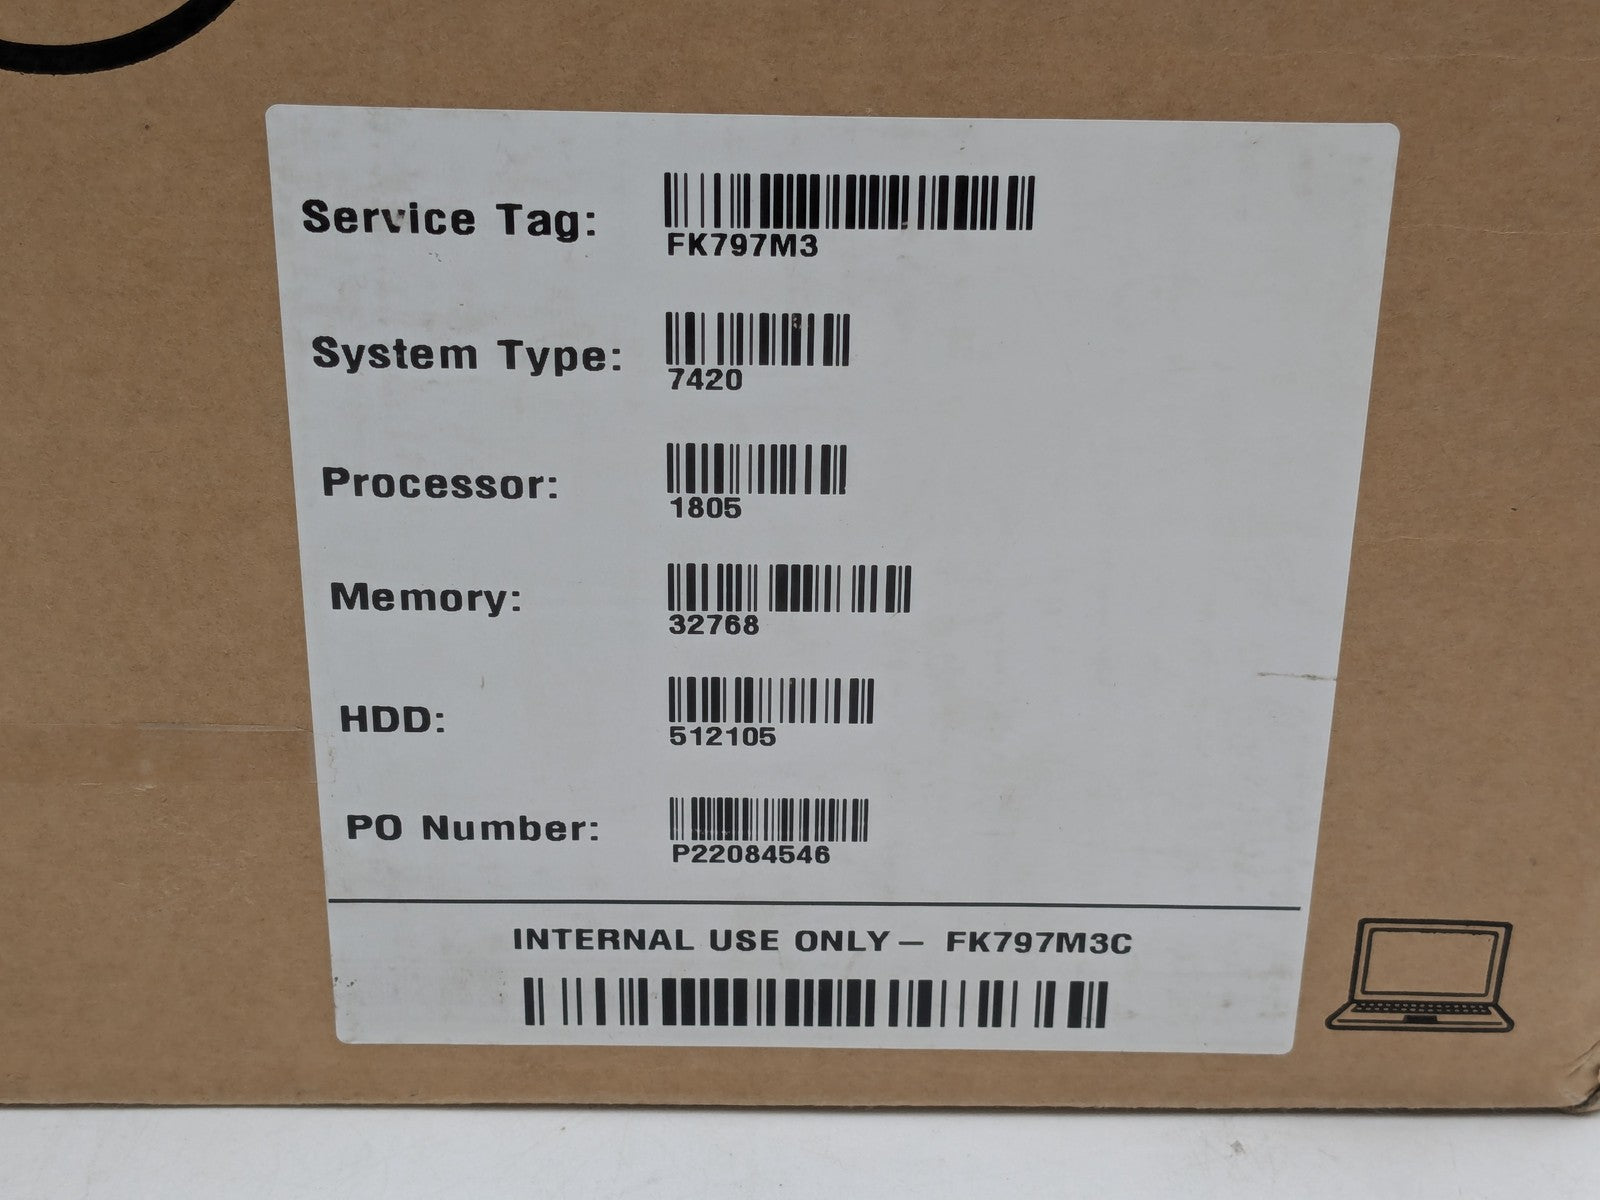 Service Tag:
FK797M3
System Type:
7420
Processor:
1805
Memory:
32768
HDD:
512105
PO Number:
P22084546
INTERNAL USE ONLY— FK797M3C